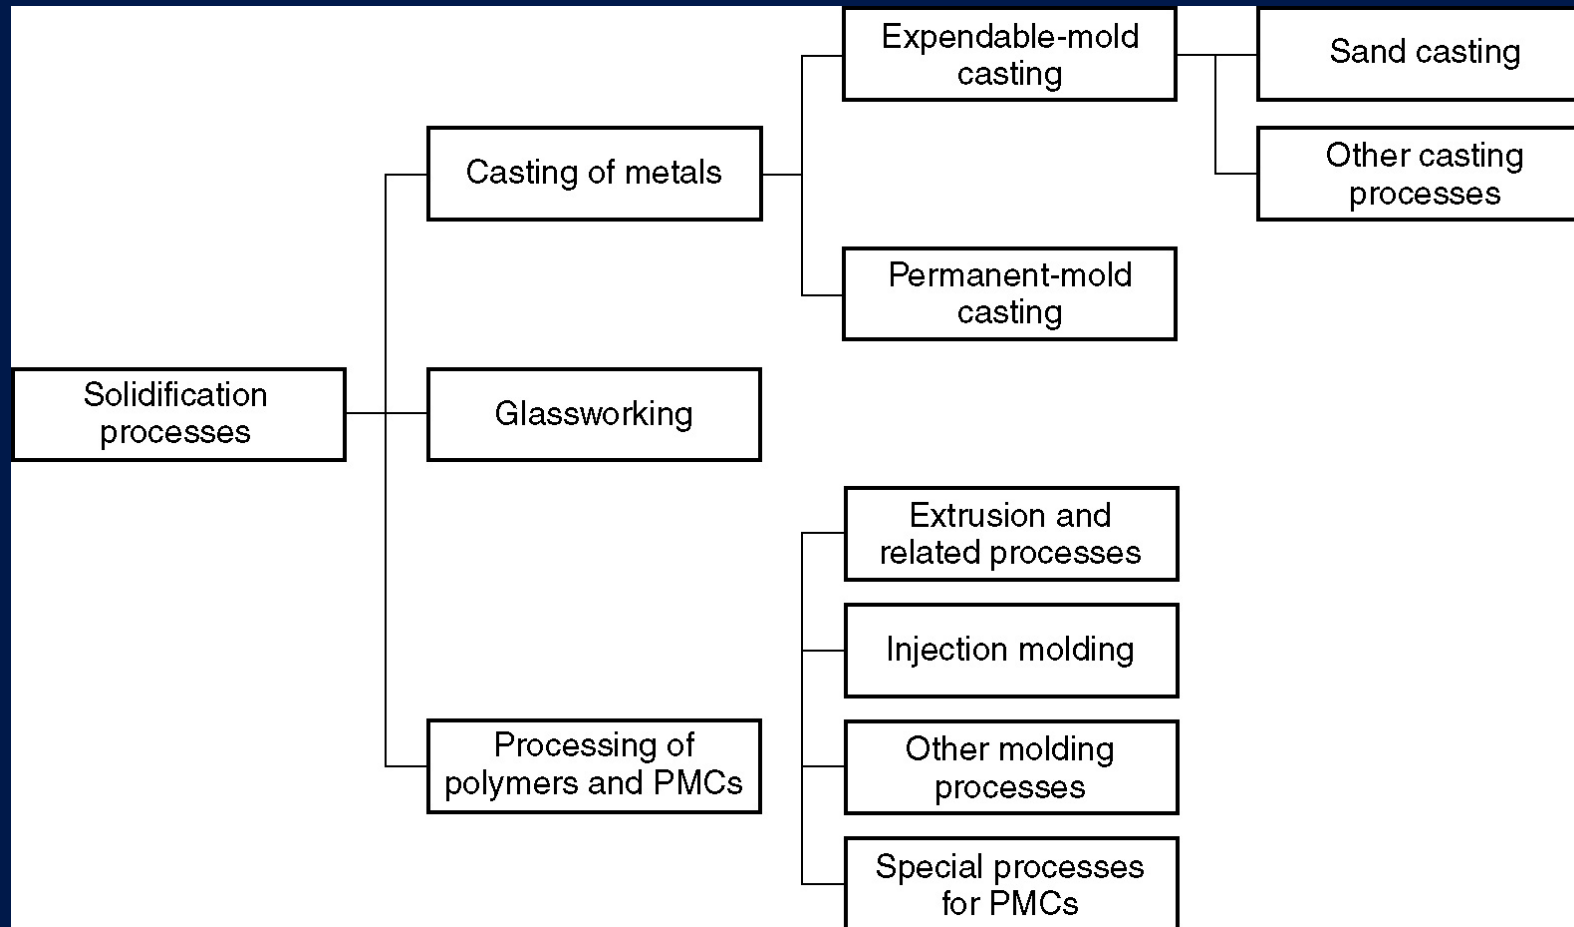 Expendable-mold
casting
Sand casting
Other casting
processes
Casting of metals
Permanent-mold
casting
Solidification
processes
Glassworking
Extrusion and
related processes
Injection molding
Processing of
polymers and PMCs
Other molding
processes
Special processes
for PMCs